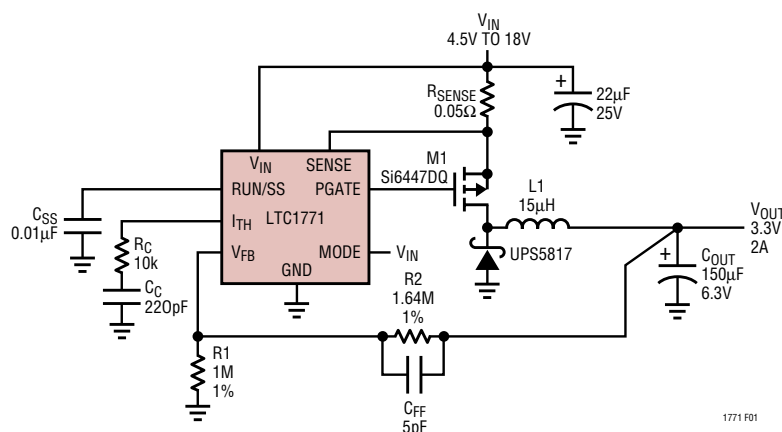 VIN
4.5V TO 18V
RSENSE
0.05Ω
+
22µF
25V
VIN
SENSE
M1
Si6447DQ
RUN/SS
PGATE
L1
15µH
CSS
0.01µF
ITH
LTC1771
RC
10k
VFB
MODE
VIN
UPS5817
VOUT
3.3V
2A
+
COUT
150µF
6.3V
GND
CC
220pF
R2
1.64M
1%
R1
1M
1%
CFF
5pF
1771 F01